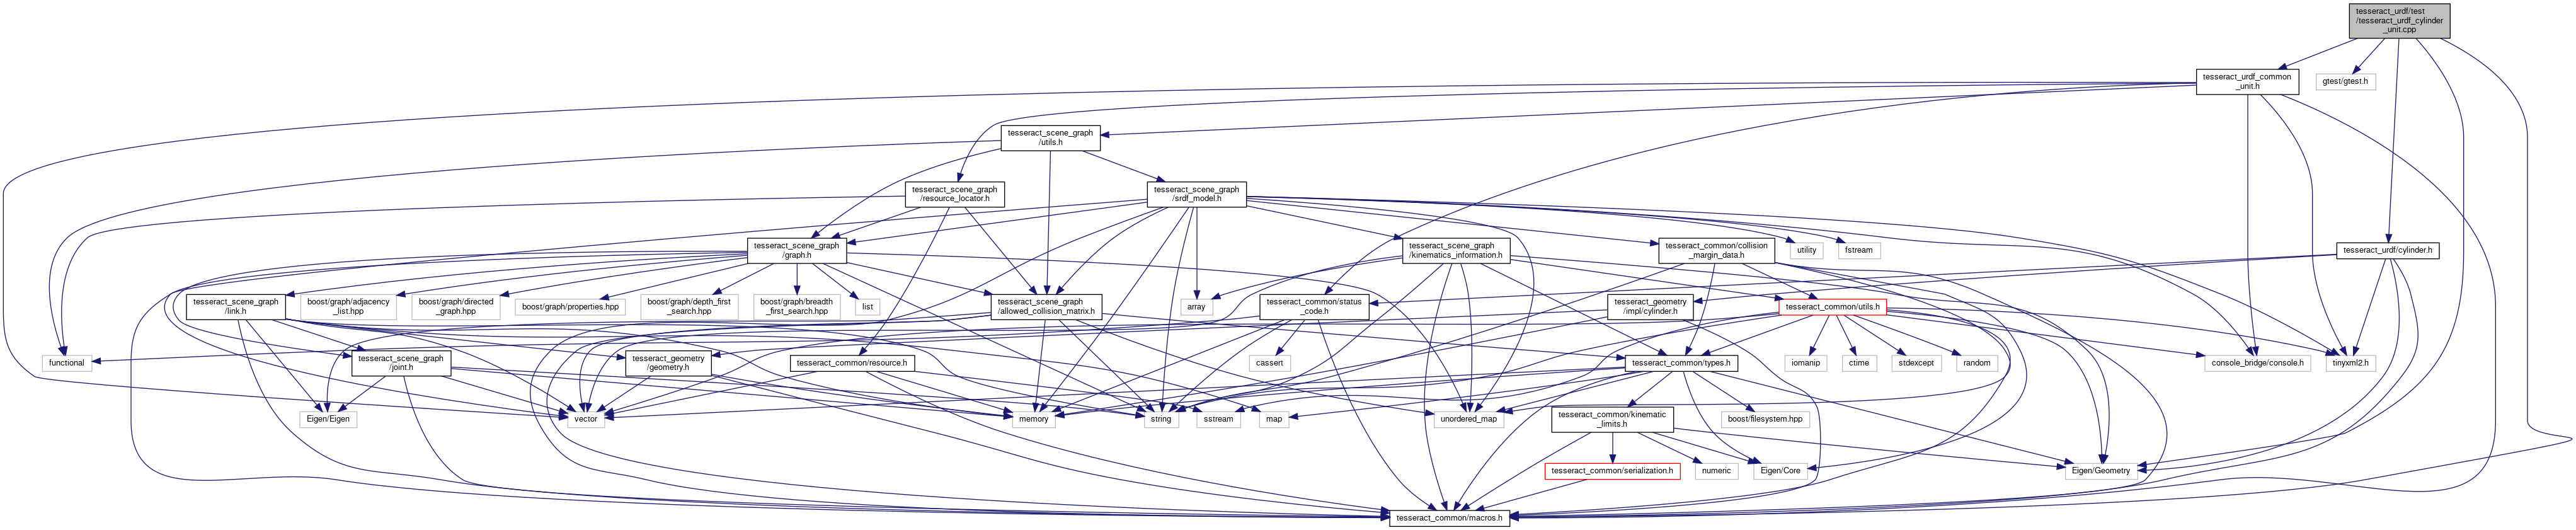 tesseract_urdf/test
/tesseract_urdf_cylinder
_unit.cpp
tesseract_urdf_common
_unit.h
gtest/gtest.h
tesseract_scene_graph
/utils.h
tesseract_scene_graph
/resource_locator.h
tesseract_scene_graph
/srdf_model.h
tesseract_scene_graph
/graph.h
tesseract_scene_graph
/kinematics_information.h
tesseract_common/collision
_margin_data.h
utility
fstream
tesseract_urdf/cylinder.h
tesseract_scene_graph
/link.h
boost/graph/adjacency
_list.hpp
boost/graph/directed
_graph.hpp
boost/graph/properties.hpp
boost/graph/depth_first
_search.hpp
boost/graph/breadth
_first_search.hpp
list
tesseract_scene_graph
/allowed_collision_matrix.h
array
tesseract_common/status
_code.h
tesseract_geometry
/impl/cylinder.h
tesseract_common/utils.h
functional
tesseract_scene_graph
/joint.h
tesseract_geometry
/geometry.h
tesseract_common/resource.h
cassert
tesseract_common/types.h
iomanip
ctime
stdexcept
random
console_bridge/console.h
tinyxml2.h
Eigen/Eigen
vector
memory
string
sstream
map
unordered_map
tesseract_common/kinematic
_limits.h
boost/filesystem.hpp
tesseract_common/serialization.h
numeric
Eigen/Core
Eigen/Geometry
tesseract_common/macros.h